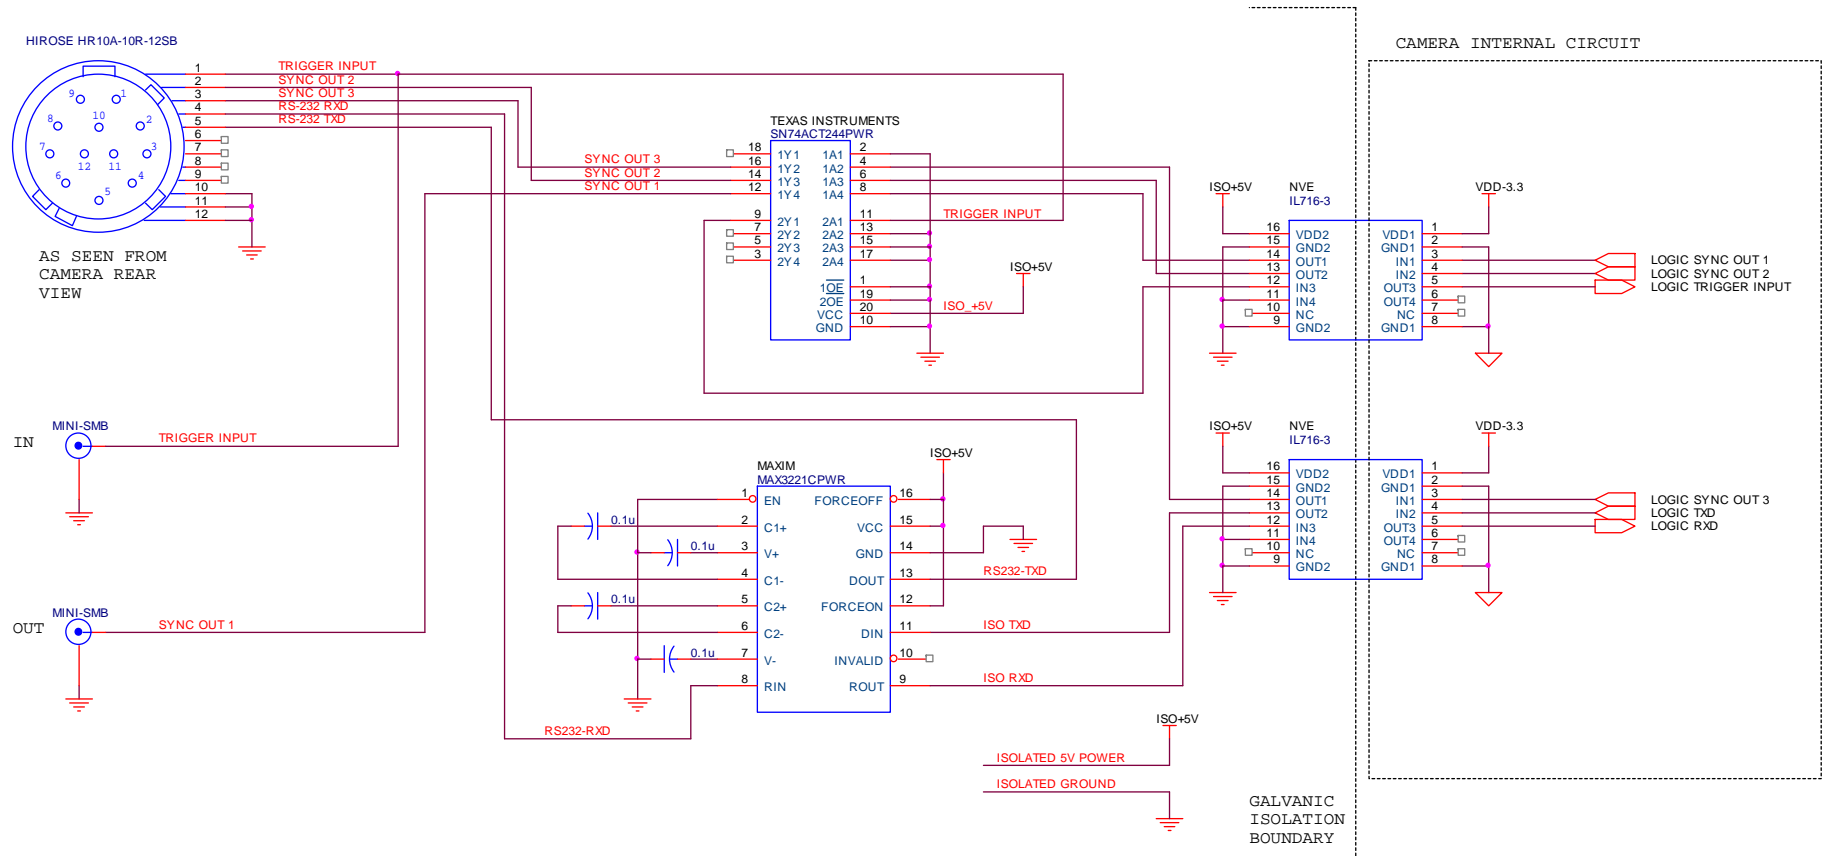 HIROSE HR10A-10R-12SB
1 TRIGGER INPUT
2 SYNC OUT 2
3 SYNC OUT 3
4 RS-232 RXD
5 RS-232 TXD
6
7
8
9
10
11
12
9 1
8 10 2
7 12 11 3
6 4
5
AS SEEN FROM
CAMERA REAR
VIEW
IN
MINI-SMB
TRIGGER INPUT
OUT
MINI-SMB
SYNC OUT 1
TEXAS INSTRUMENTS
SN74ACT244PWR
18 1Y1 1A1 2
SYNC OUT 3 16 1Y2 1A2 4
SYNC OUT 2 14 1Y3 1A3 6
SYNC OUT 1 12 1Y4 1A4 8
9 2Y1 2A1 11 TRIGGER INPUT
7 2Y2 2A2 13
5 2Y3 2A3 15
3 2Y4 2A4 17
ISO+5V
1OE 1
2OE 19
VCC 20 ISO_+5V
GND 10
MAXIM
MAX3221CPWR
ISO+5V
1 EN FORCEOFF 16
0.1u 2 C1+ VCC 15
0.1u 3 V+ GND 14
4 C1- DOUT 13 RS232-TXD
0.1u 5 C2+ FORCEON 12
6 C2- DIN 11 ISO TXD
0.1u 7 V- INVALID 10
8 RIN ROUT 9 ISO RXD
RS232-RXD
ISO+5V
ISOLATED 5V POWER
ISOLATED GROUND
GALVANIC
ISOLATION
BOUNDARY
CAMERA INTERNAL CIRCUIT
ISO+5V NVE VDD-3.3
IL716-3
16 VDD2 VDD1 1
15 GND2 GND1 2
14 OUT1 IN1 3 LOGIC SYNC OUT 1
13 OUT2 IN2 4 LOGIC SYNC OUT 2
12 IN3 OUT3 5 LOGIC TRIGGER INPUT
11 IN4 OUT4 6
10 NC NC 7
9 GND2 GND1 8
ISO+5V NVE VDD-3.3
IL716-3
16 VDD2 VDD1 1
15 GND2 GND1 2
14 OUT1 IN1 3 LOGIC SYNC OUT 3
13 OUT2 IN2 4 LOGIC TXD
12 IN3 OUT3 5 LOGIC RXD
11 IN4 OUT4 6
10 NC NC 7
9 GND2 GND1 8